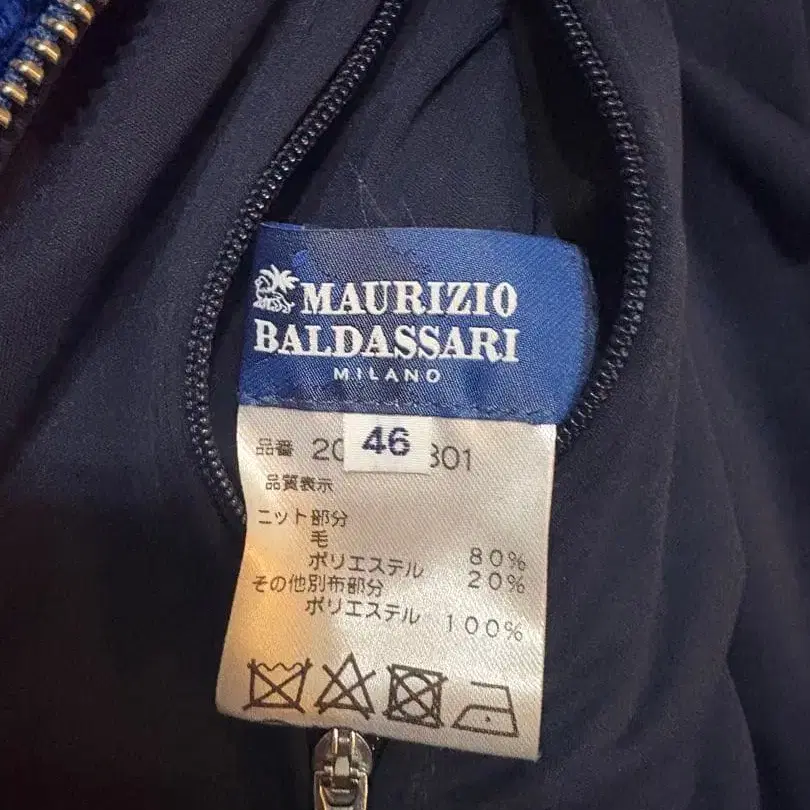 MAURIZIO
BALDASSARI
MILANO
46
品番 20 801
品質表示
ニット部分
毛 80%
ポリエステル 20%
その他別布部分
ポリエステル 100%